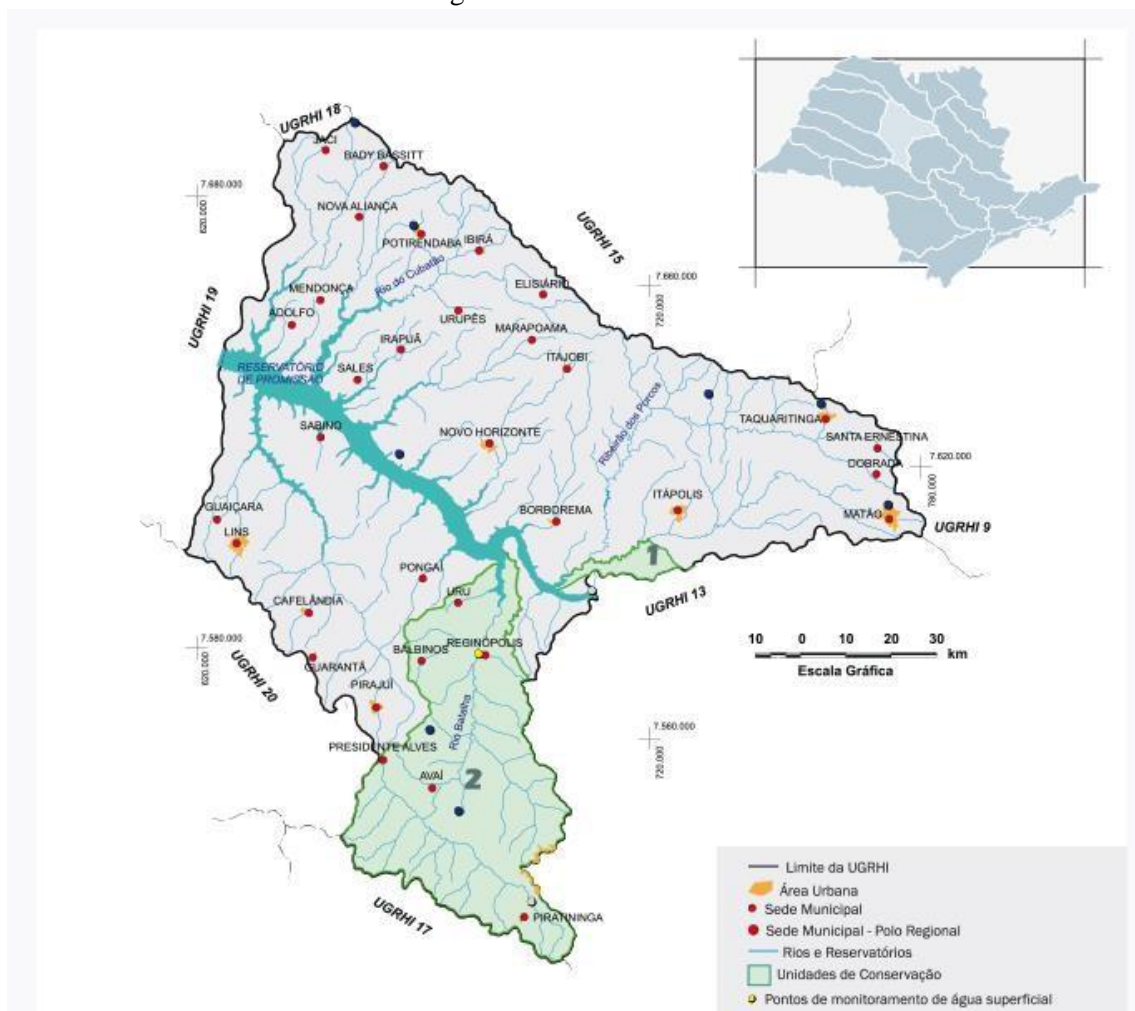 UGRHI 18
JACI
BADY BASSITT
7.680.000
620.000
NOVA ALIANÇA
POTIRENDABA
IBIRÁ
UGRHI 15
Rio do Cubatão
MENDONÇA
ELISIÁRIO
7.660.000
720.000
ADOLFO
URUPÊS
UGRHI 19
MARAPOAMA
IRAPUÃ
ITAJOBI
RESERVATÓRIO
DE PROMISSÃO
SALES
Ribeirão dos Porcos
TAQUARITINGA
SABINO
NOVO HORIZONTE
SANTA ERNESTINA
DOBRADA
7.620.000
780.000
GUAIÇARA
LINS
BORBOREMA
ITÁPOLIS
MATÃO
UGRHI 9
1
PONGAÍ
URU
UGRHI 13
CAFELÂNDIA
7.580.000
620.000
REGINÓPOLIS
BALBINOS
GUARANTÃ
UGRHI 20
PIRAJUÍ
10 0 10 20 30 km
Escala Gráfica
Rio Batalha
7.560.000
720.000
PRESIDENTE ALVES
AVAÍ
2
UGRHI 17
PIRATININGA
Limite da UGRHI
Área Urbana
Sede Municipal
Sede Municipal - Polo Regional
Rios e Reservatórios
Unidades de Conservação
Pontos de monitoramento de água superficial